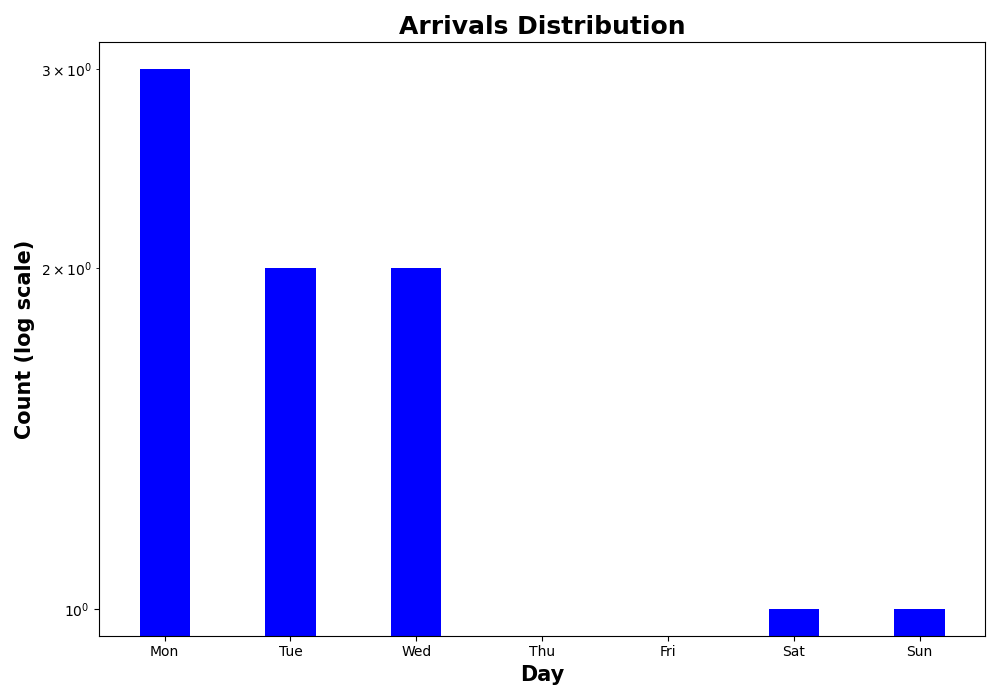 Arrivals Distribution
3 × 10⁰
2 × 10⁰
10⁰
Count (log scale)
Mon Tue Wed Thu Fri Sat Sun
Day